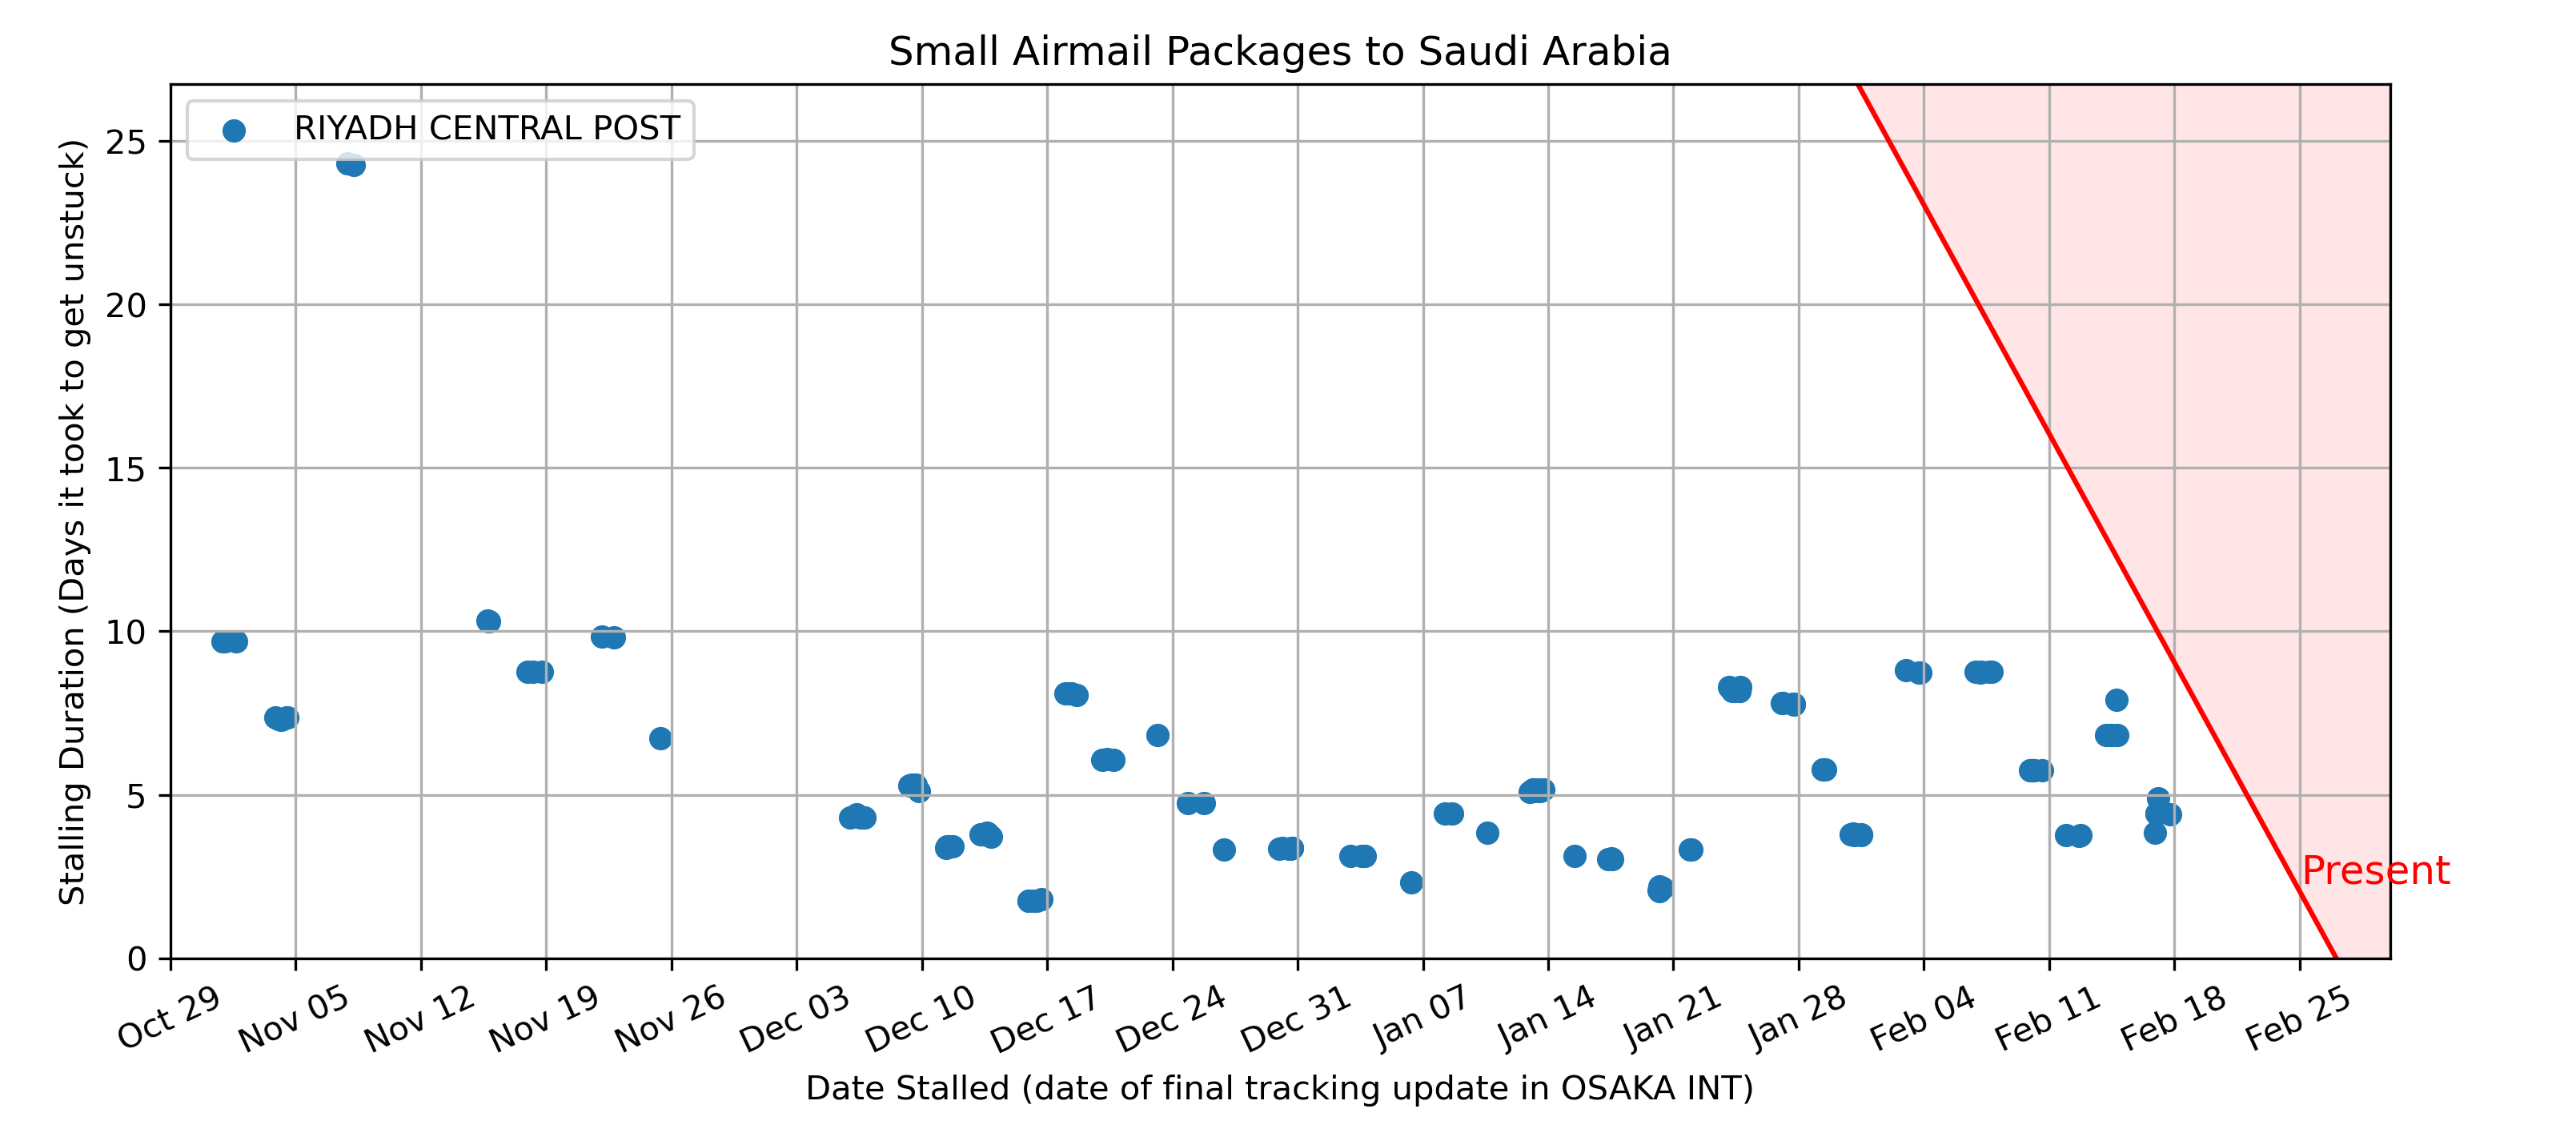 Small Airmail Packages to Saudi Arabia
RIYADH CENTRAL POST
Stalling Duration (Days it took to get unstuck)
25
20
15
10
5
0
Present
Oct 29
Nov 05
Nov 12
Nov 19
Nov 26
Dec 03
Dec 10
Dec 17
Dec 24
Dec 31
Jan 07
Jan 14
Jan 21
Jan 28
Feb 04
Feb 11
Feb 18
Feb 25
Date Stalled (date of final tracking update in OSAKA INT)